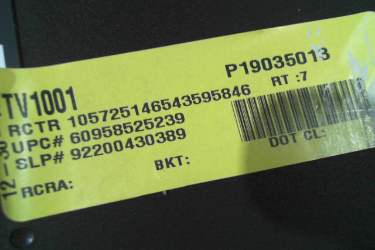 P19035013
TV1001
RT :7
RCTR 105725146543595846
UPC# 60958525239
SLP# 92200430389
DOT CL:
BKT:
RCRA: